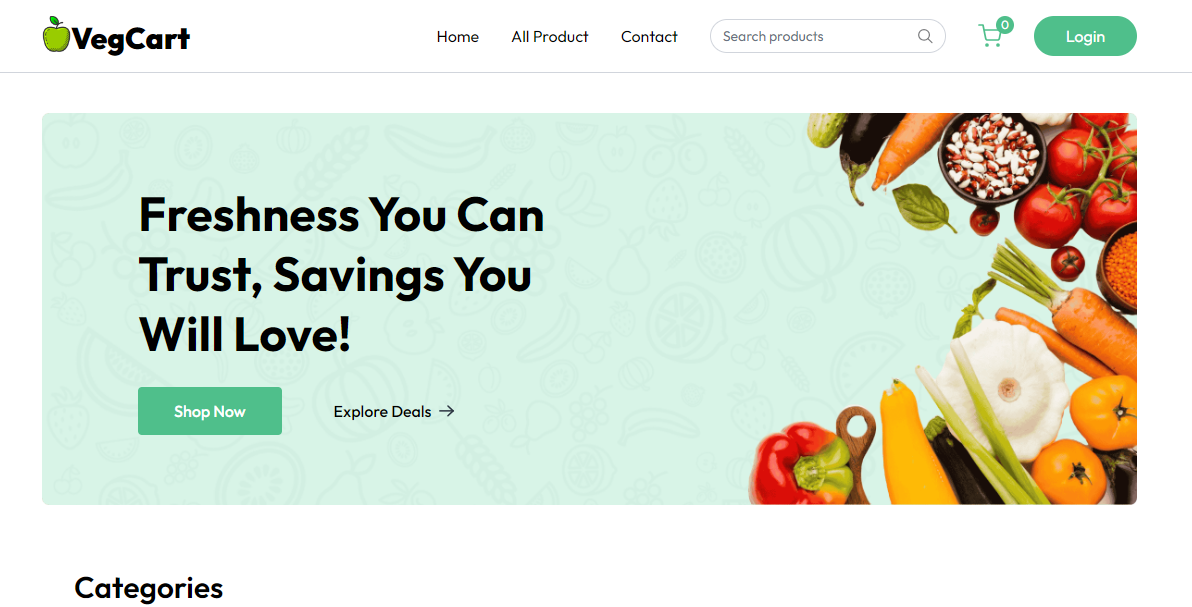 VegCart
Home
All Product
Contact
Search products
0
Login
Freshness You Can
Trust, Savings You
Will Love!
Shop Now
Explore Deals
Categories